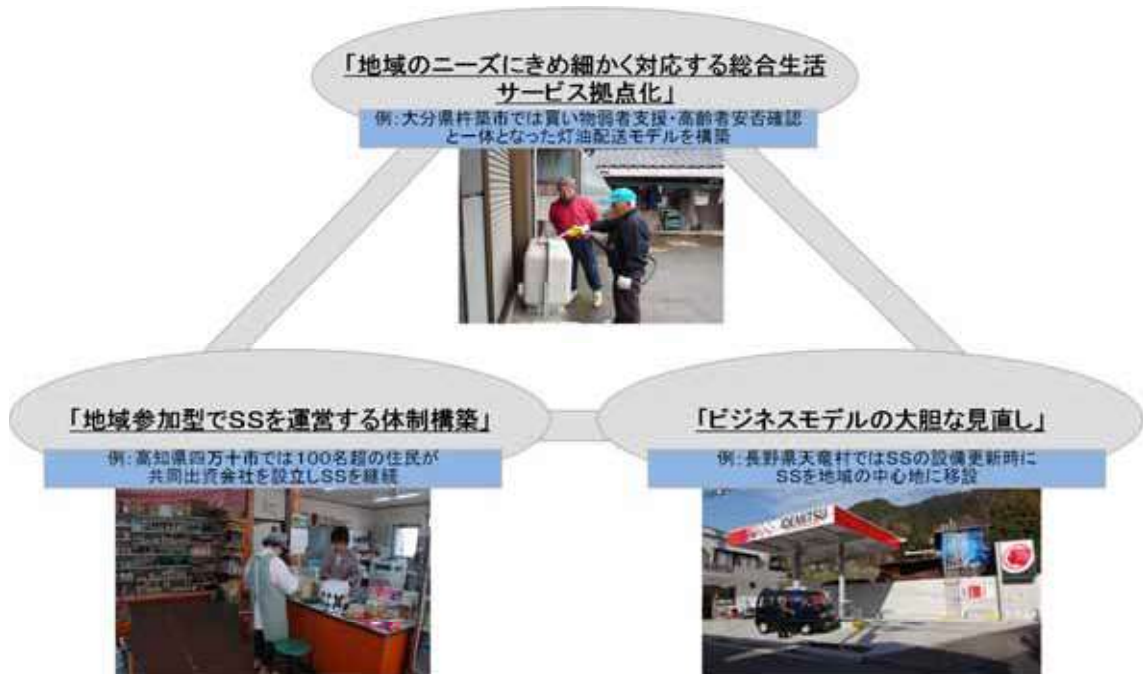 「地域のニーズにきめ細かく対応する総合生活
サービス拠点化」
例:大分県杵築市では買い物弱者支援・高齢者安否確認
と一体となった灯油配送モデルを構築
「地域参加型でSSを運営する体制構築」
例:高知県四万十市では100名超の住民が
共同出資会社を設立しSSを継続
「ビジネスモデルの大胆な見直し」
例:長野県天竜村ではSSの設備更新時に
SSを地域の中心地に移設
IDEMITSU